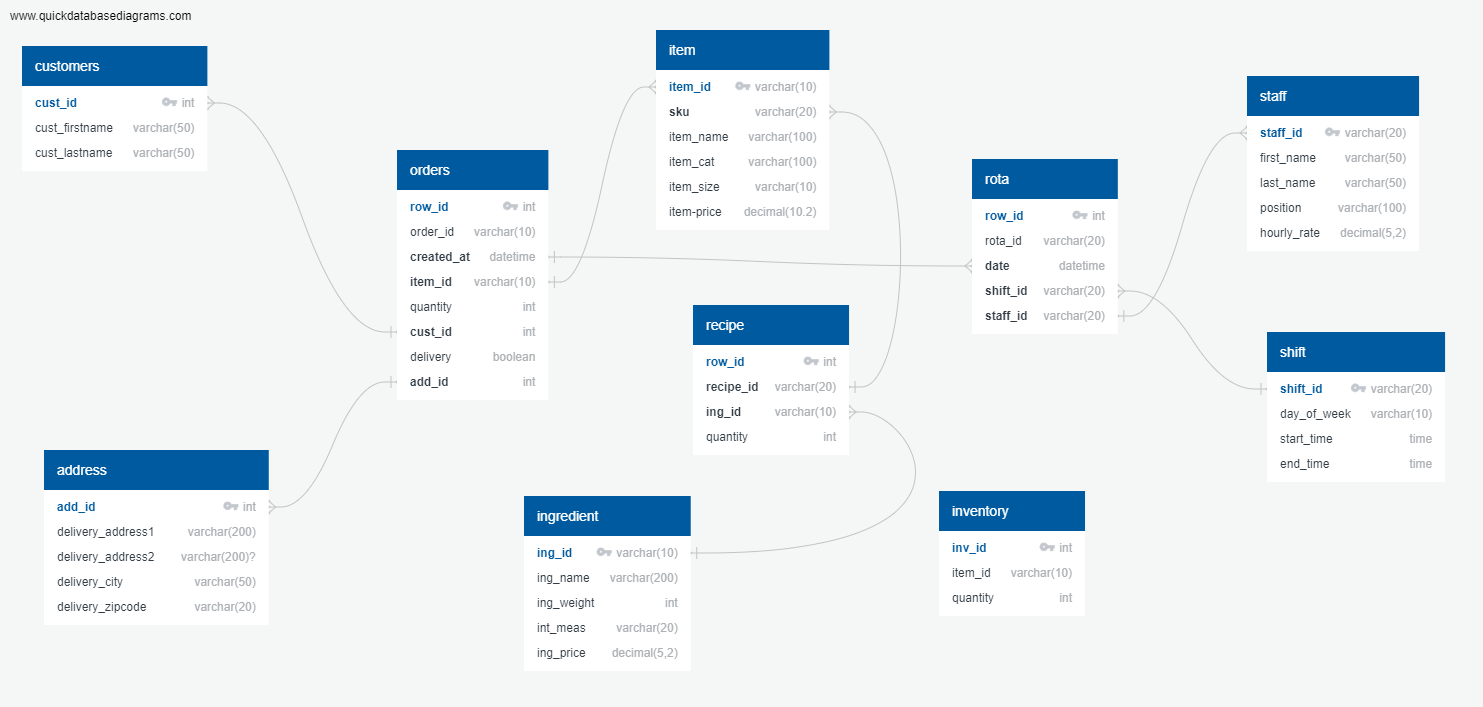 www.quickdatabasediagrams.com
customers
cust_id int
cust_firstname varchar(50)
cust_lastname varchar(50)
orders
row_id int
order_id varchar(10)
created_at datetime
item_id varchar(10)
quantity int
cust_id int
delivery boolean
add_id int
address
add_id int
delivery_address1 varchar(200)
delivery_address2 varchar(200)?
delivery_city varchar(50)
delivery_zipcode varchar(20)
item
item_id varchar(10)
sku varchar(20)
item_name varchar(100)
item_cat varchar(100)
item_size varchar(10)
item-price decimal(10.2)
recipe
row_id int
recipe_id varchar(20)
ing_id varchar(10)
quantity int
ingredient
ing_id varchar(10)
ing_name varchar(200)
ing_weight int
int_meas varchar(20)
ing_price decimal(5,2)
inventory
inv_id int
item_id varchar(10)
quantity int
rota
row_id int
rota_id varchar(20)
date datetime
shift_id varchar(20)
staff_id varchar(20)
staff
staff_id varchar(20)
first_name varchar(50)
last_name varchar(50)
position varchar(100)
hourly_rate decimal(5,2)
shift
shift_id varchar(20)
day_of_week varchar(10)
start_time time
end_time time